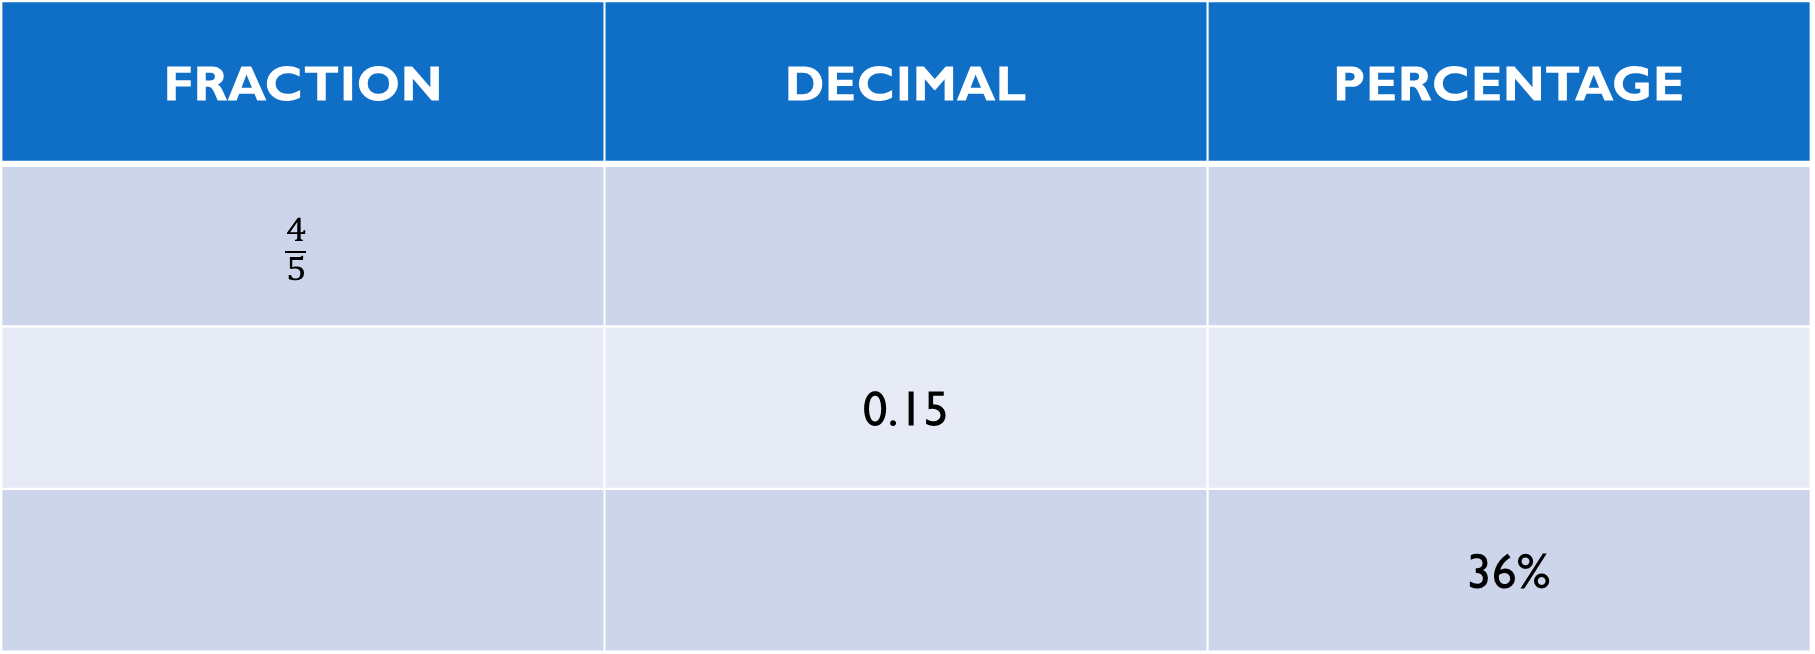 FRACTION DECIMAL PERCENTAGE
4/5
0.15
36%